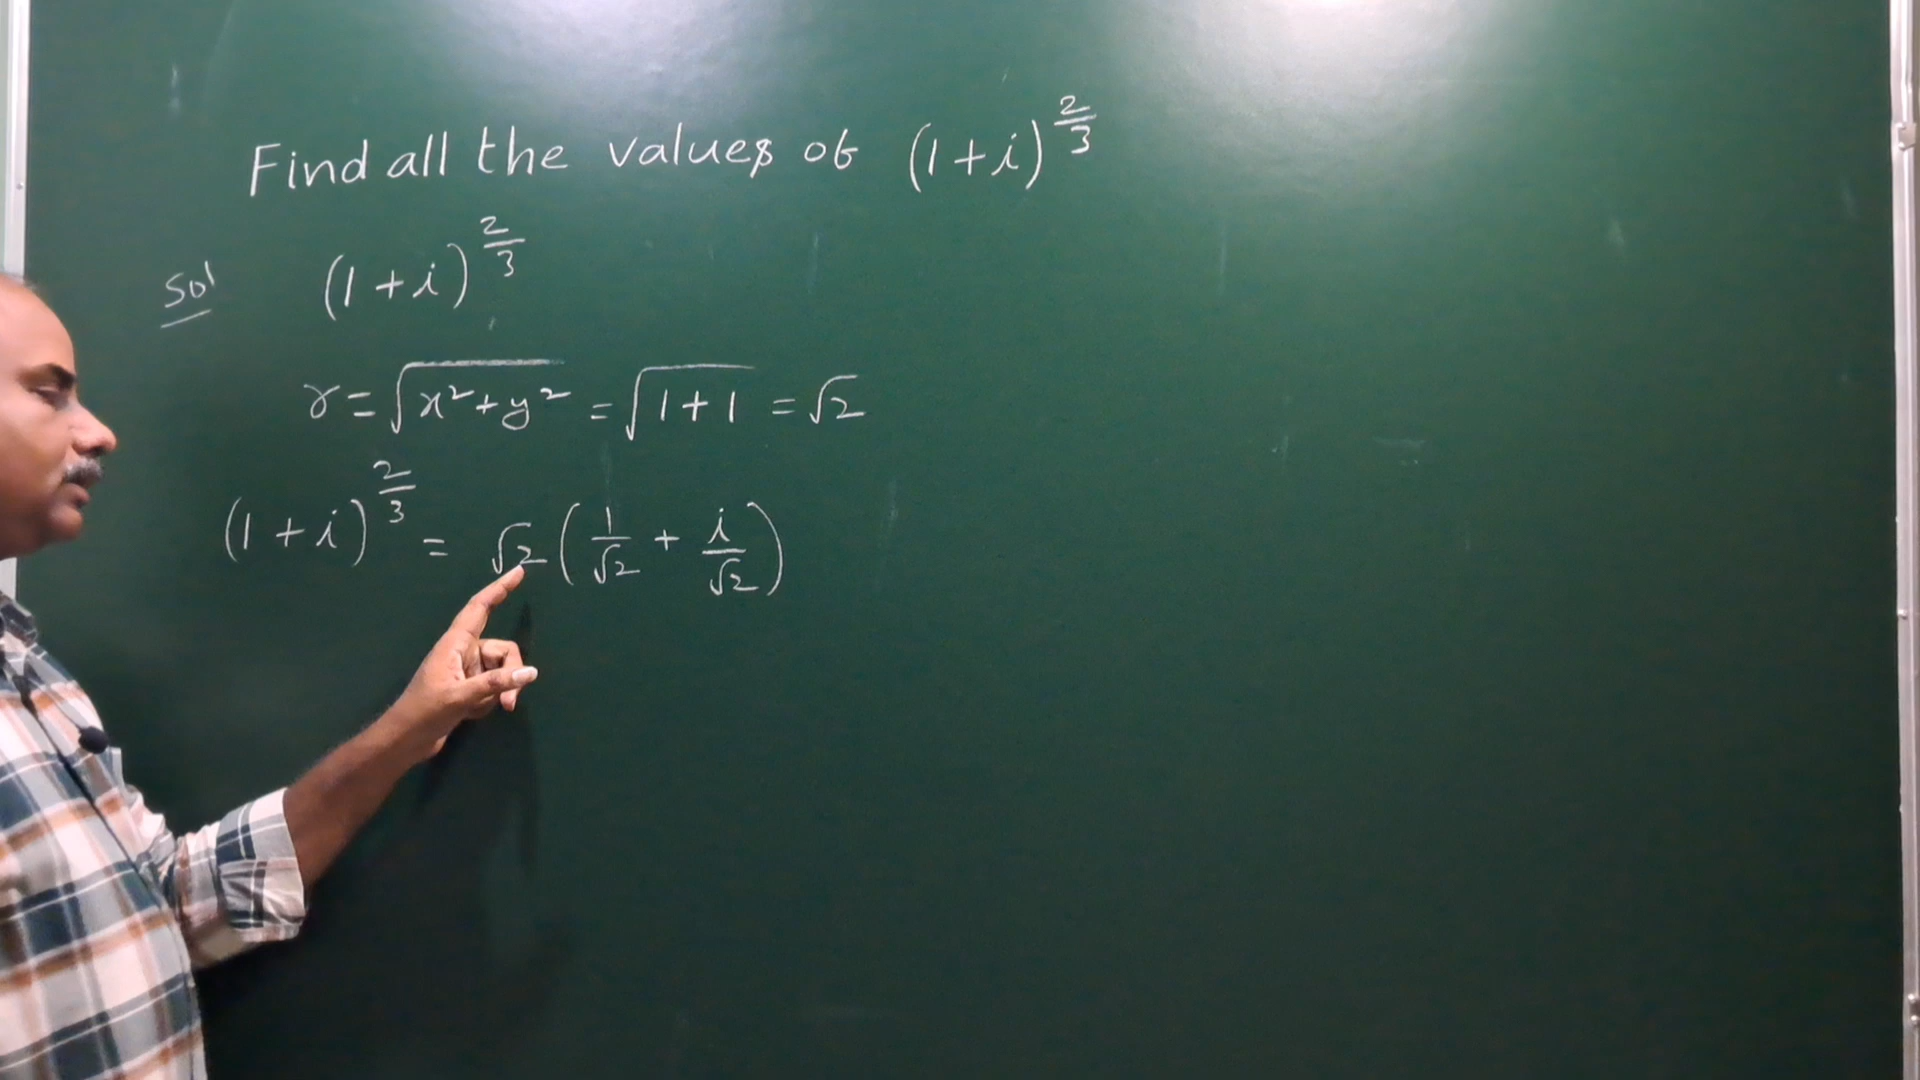 Find all the values of (1+i)^{2/3}
Sol (1+i)^{2/3}
r = √(x²+y²) = √(1+1) = √2
(1+i)^{2/3} = √2 (1/√2 + i/√2)